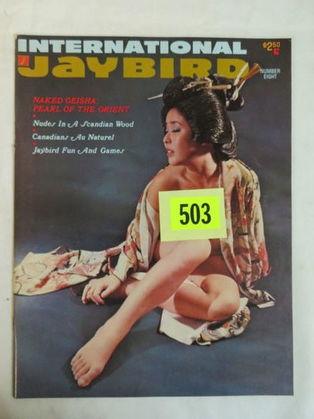 INTERNATIONAL
JAYBIRD
$2.50
NUMBER
EIGHT
NAKED GEISHA:
PEARL OF THE ORIENT
Nudes In A Scandian Wood
Canadians Au Naturel
Jaybird Fun And Games
503